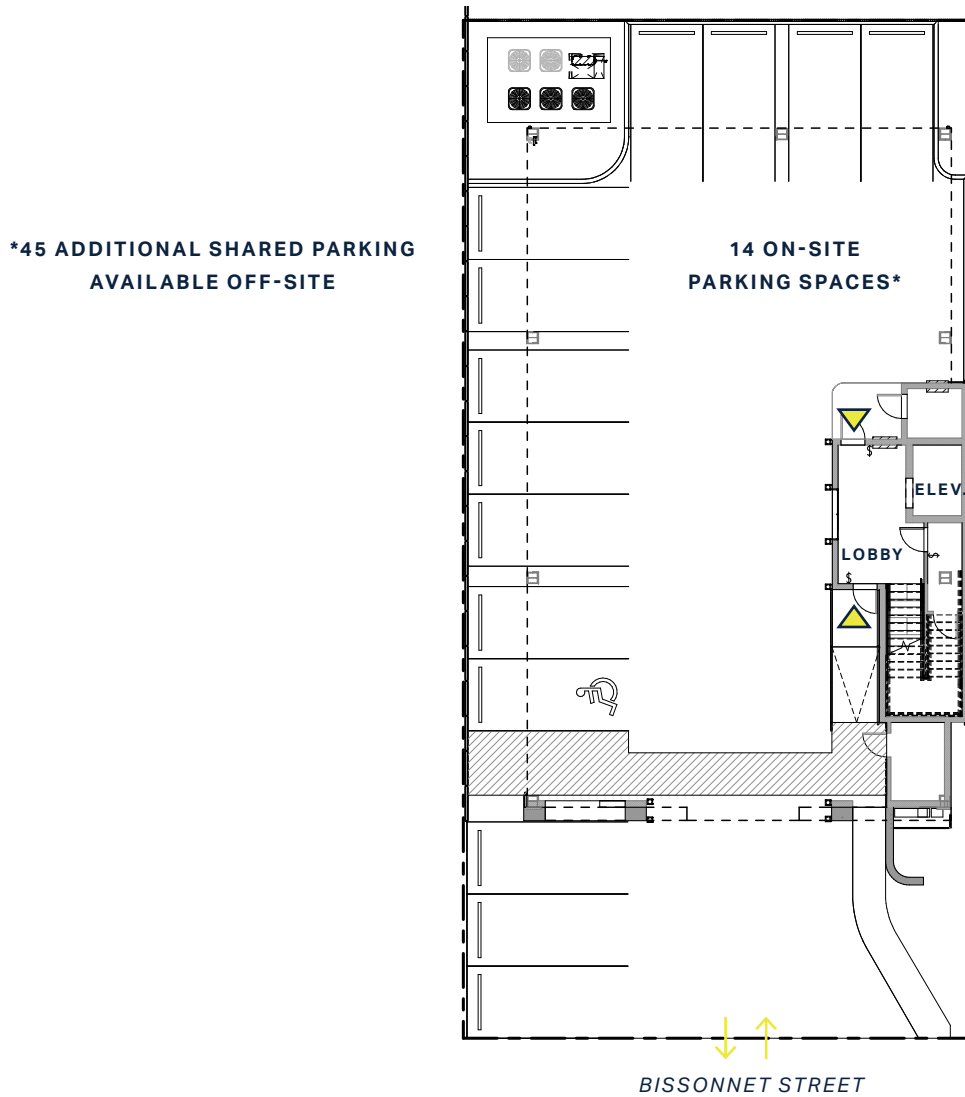 *45 ADDITIONAL SHARED PARKING
AVAILABLE OFF-SITE
14 ON-SITE
PARKING SPACES*
ELEV.
LOBBY
BISSONNET STREET